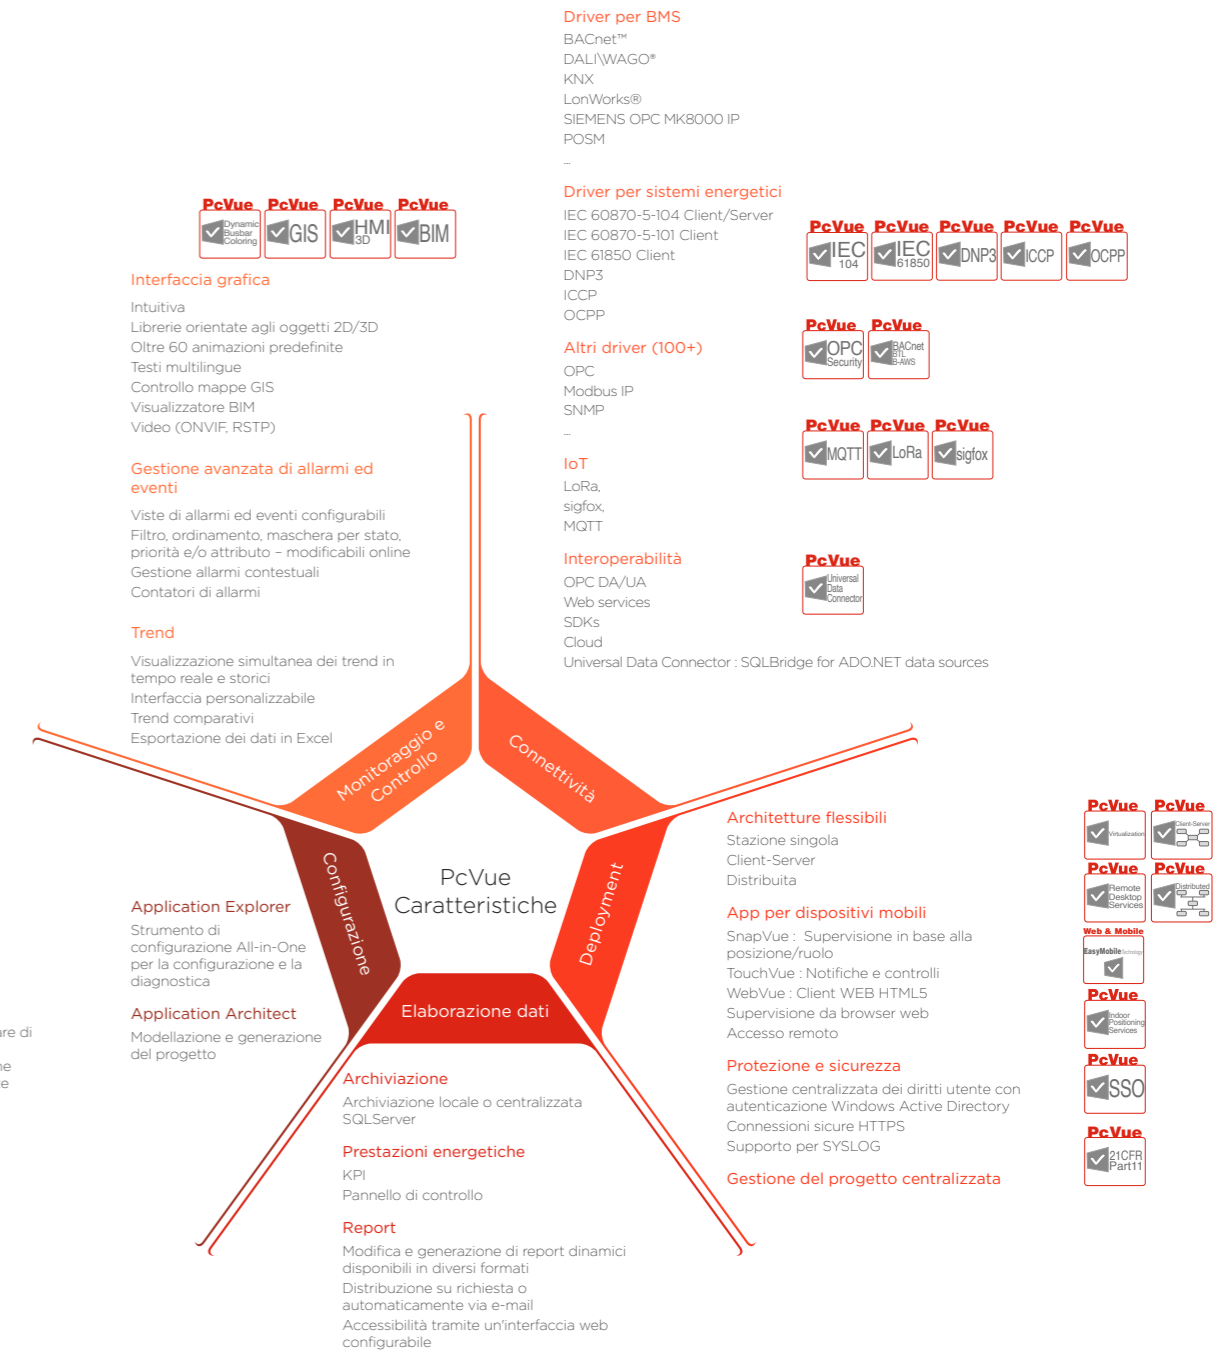 Driver per BMS
BACnet™
DALI\WAGO®
KNX
LonWorks®
SIEMENS OPC MK8000 IP
POSM
...
Driver per sistemi energetici
IEC 60870-5-104 Client/Server
IEC 60870-5-101 Client
IEC 61850 Client
DNP3
ICCP
OCPP
Altri driver (100+)
OPC
Modbus IP
SNMP
...
IoT
LoRa,
sigfox,
MQTT
Interoperabilità
OPC DA/UA
Web services
SDKs
Cloud
Universal Data Connector : SQLBridge for ADO.NET data sources
PcVue
IEC
104
PcVue
IEC
61850
PcVue
DNP3
PcVue
ICCP
PcVue
OCPP
PcVue
OPC
Security
PcVue
BACnet
BTL
B-AWS
PcVue
MQTT
PcVue
LoRa
PcVue
sigfox
PcVue
Universal
Data
Connector
PcVue
Dynamic
Busbar
Coloring
PcVue
GIS
PcVue
HMI
3D
PcVue
BIM
Interfaccia grafica
Intuitiva
Librerie orientate agli oggetti 2D/3D
Oltre 60 animazioni predefinite
Testi multilingue
Controllo mappe GIS
Visualizzatore BIM
Video (ONVIF, RSTP)
Gestione avanzata di allarmi ed
eventi
Viste di allarmi ed eventi configurabili
Filtro, ordinamento, maschera per stato,
priorità e/o attributo – modificabili online
Gestione allarmi contestuali
Contatori di allarmi
Trend
Visualizzazione simultanea dei trend in
tempo reale e storici
Interfaccia personalizzabile
Trend comparativi
Esportazione dei dati in Excel
Monitoraggio e
Controllo
Connettività
Configurazione
PcVue
Caratteristiche
Deployment
Elaborazione dati
Application Explorer
Strumento di
configurazione All-in-One
per la configurazione e la
diagnostica
Application Architect
Modellazione e generazione
del progetto
are di
ne
te
Archiviazione
Archiviazione locale o centralizzata
SQLServer
Prestazioni energetiche
KPI
Pannello di controllo
Report
Modifica e generazione di report dinamici
disponibili in diversi formati
Distribuzione su richiesta o
automaticamente via e-mail
Accessibilità tramite un'interfaccia web
configurabile
Architetture flessibili
Stazione singola
Client-Server
Distribuita
App per dispositivi mobili
SnapVue : Supervisione in base alla
posizione/ruolo
TouchVue : Notifiche e controlli
WebVue : Client WEB HTML5
Supervisione da browser web
Accesso remoto
Protezione e sicurezza
Gestione centralizzata dei diritti utente con
autenticazione Windows Active Directory
Connessioni sicure HTTPS
Supporto per SYSLOG
Gestione del progetto centralizzata
PcVue
Virtualization
PcVue
Client-Server
PcVue
Remote
Desktop
Services
PcVue
Distributed
Web & Mobile
EasyMobile Technology
PcVue
Indoor
Positioning
Services
PcVue
SSO
PcVue
21CFR
Part11